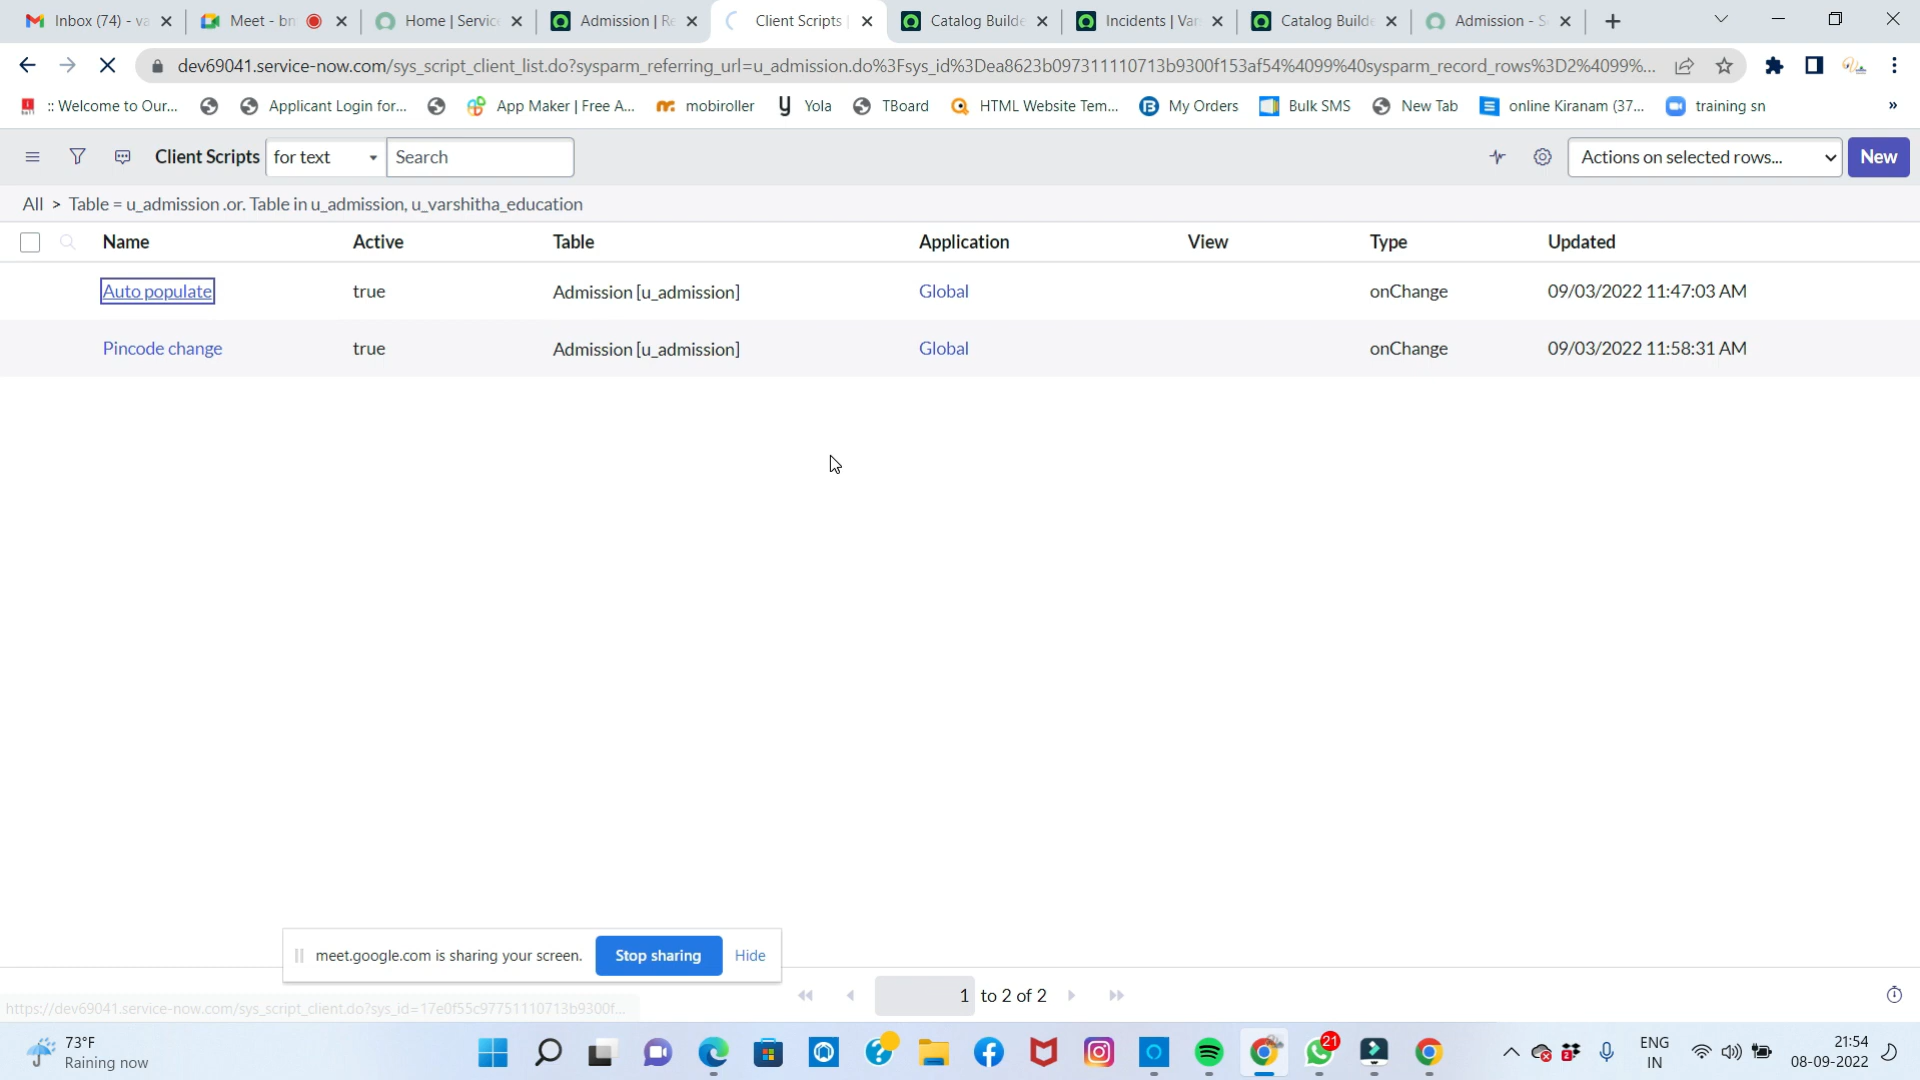 Inbox (74) - va
Meet - bn
Home | Servic
Admission | Re
Client Scripts
Catalog Builde
Incidents | Var
Catalog Builde
Admission - S
dev69041.service-now.com/sys_script_client_list.do?sysparm_referring_url=u_admission.do%3Fsys_id%3Dea8623b097311110713b9300f153af54%4099%40sysparm_record_rows%3D2%4099%...
:: Welcome to Our...
Applicant Login for...
App Maker | Free A...
mobiroller
Yola
TBoard
HTML Website Tem...
My Orders
Bulk SMS
New Tab
online Kiranam (37...
training sn
»
Client Scripts
for text
Search
Actions on selected rows...
New
All > Table = u_admission .or. Table in u_admission, u_varshitha_education
Name Active Table Application View Type Updated
Auto populate true Admission [u_admission] Global onChange 09/03/2022 11:47:03 AM
Pincode change true Admission [u_admission] Global onChange 09/03/2022 11:58:31 AM
meet.google.com is sharing your screen.
Stop sharing
Hide
1 to 2 of 2
https://dev69041.service-now.com/sys_script_client.do?sys_id=17e0f55c97751110713b9300f...
73°F
Raining now
21
ENG
IN
21:54
08-09-2022